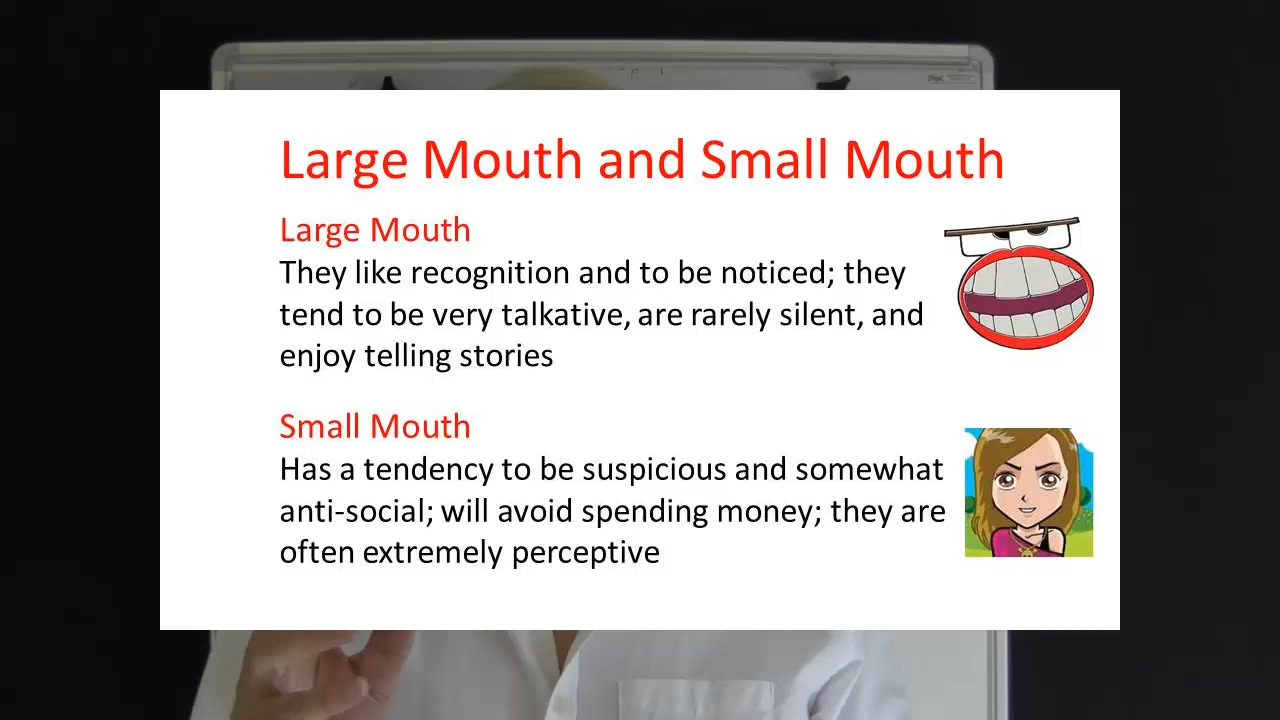 Large Mouth and Small Mouth
Large Mouth
They like recognition and to be noticed; they
tend to be very talkative, are rarely silent, and
enjoy telling stories
Small Mouth
Has a tendency to be suspicious and somewhat
anti-social; will avoid spending money; they are
often extremely perceptive